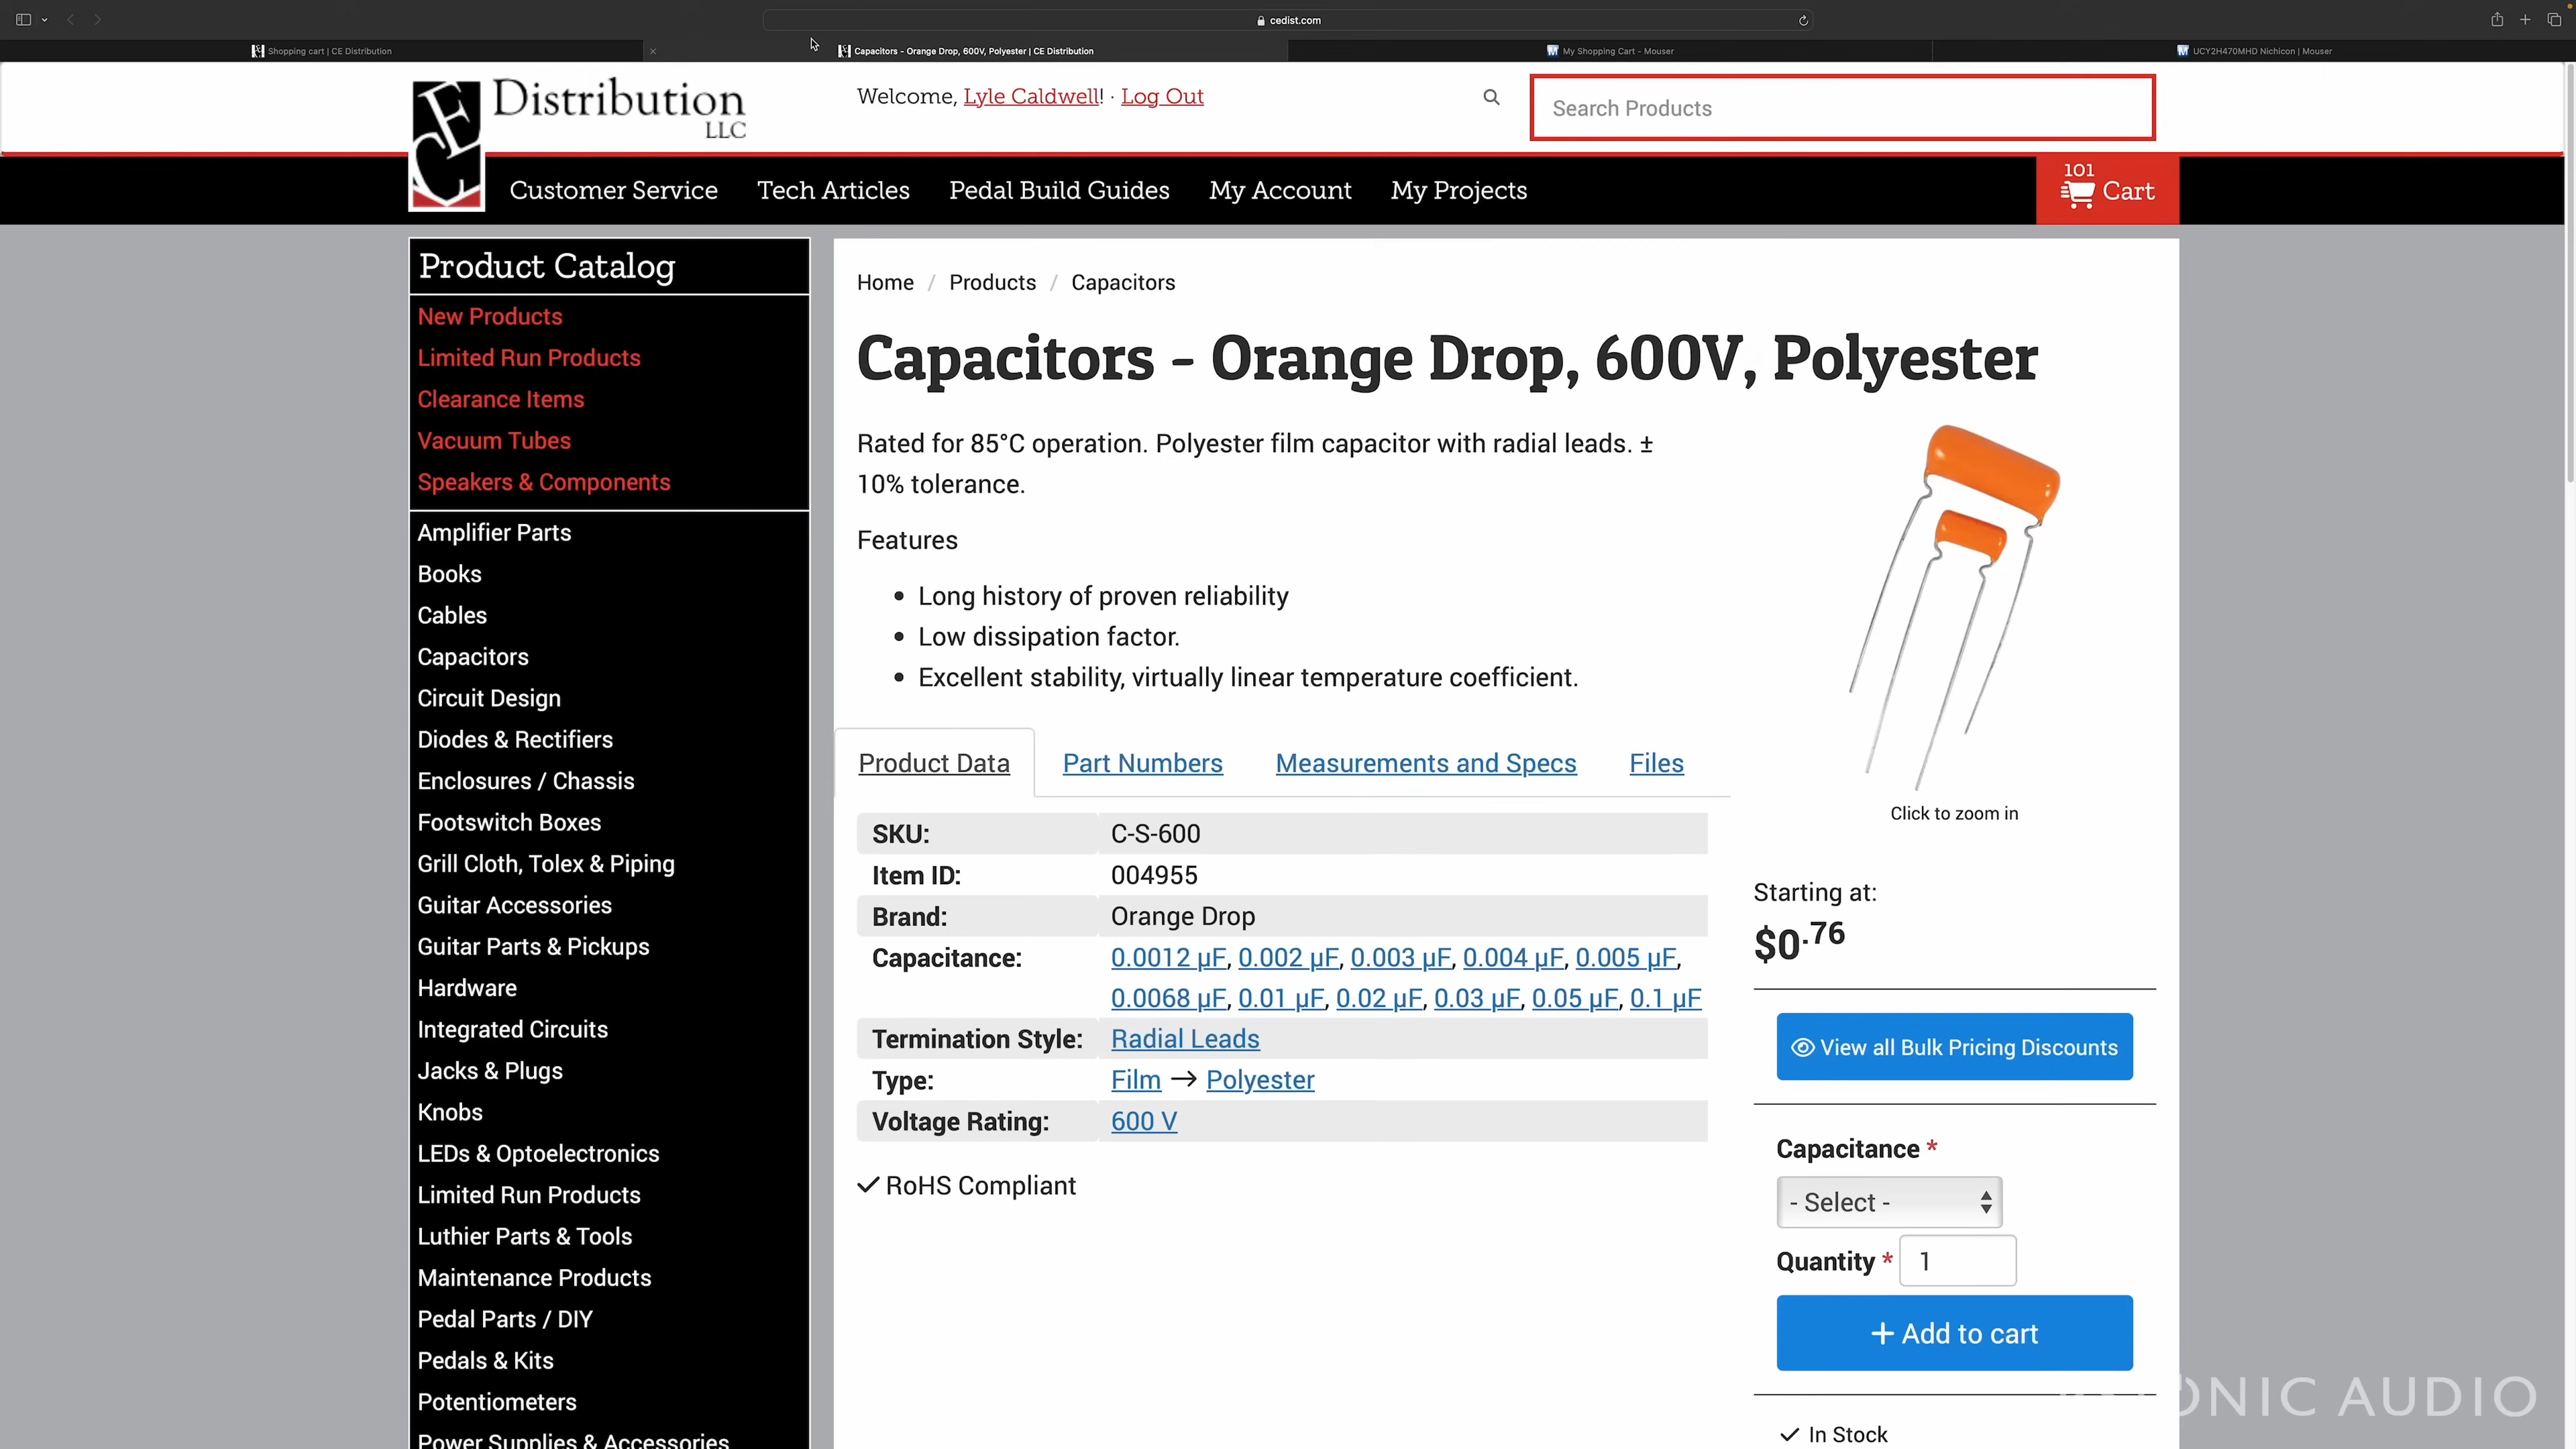 cedist.com
Shopping cart | CE Distribution
Capacitors - Orange Drop, 600V, Polyester | CE Distribution
My Shopping Cart - Mouser
UCY2H470MHD Nichicon | Mouser
CE Distribution
LLC
Welcome, Lyle Caldwell! · Log Out
Search Products
Customer Service
Tech Articles
Pedal Build Guides
My Account
My Projects
101
Cart
Product Catalog
New Products
Limited Run Products
Clearance Items
Vacuum Tubes
Speakers & Components
Amplifier Parts
Books
Cables
Capacitors
Circuit Design
Diodes & Rectifiers
Enclosures / Chassis
Footswitch Boxes
Grill Cloth, Tolex & Piping
Guitar Accessories
Guitar Parts & Pickups
Hardware
Integrated Circuits
Jacks & Plugs
Knobs
LEDs & Optoelectronics
Limited Run Products
Luthier Parts & Tools
Maintenance Products
Pedal Parts / DIY
Pedals & Kits
Potentiometers
Power Supplies & Accessories
Home / Products / Capacitors
Capacitors - Orange Drop, 600V, Polyester
Rated for 85°C operation. Polyester film capacitor with radial leads. ±
10% tolerance.
Features
• Long history of proven reliability
• Low dissipation factor.
• Excellent stability, virtually linear temperature coefficient.
Product Data
Part Numbers
Measurements and Specs
Files
SKU: C-S-600
Item ID: 004955
Brand: Orange Drop
Capacitance: 0.0012 µF, 0.002 µF, 0.003 µF, 0.004 µF, 0.005 µF,
0.0068 µF, 0.01 µF, 0.02 µF, 0.03 µF, 0.05 µF, 0.1 µF
Termination Style: Radial Leads
Type: Film → Polyester
Voltage Rating: 600 V
✓ RoHS Compliant
Click to zoom in
Starting at:
$0.76
View all Bulk Pricing Discounts
Capacitance *
- Select -
Quantity * 1
+ Add to cart
✓ In Stock
ONIC AUDIO